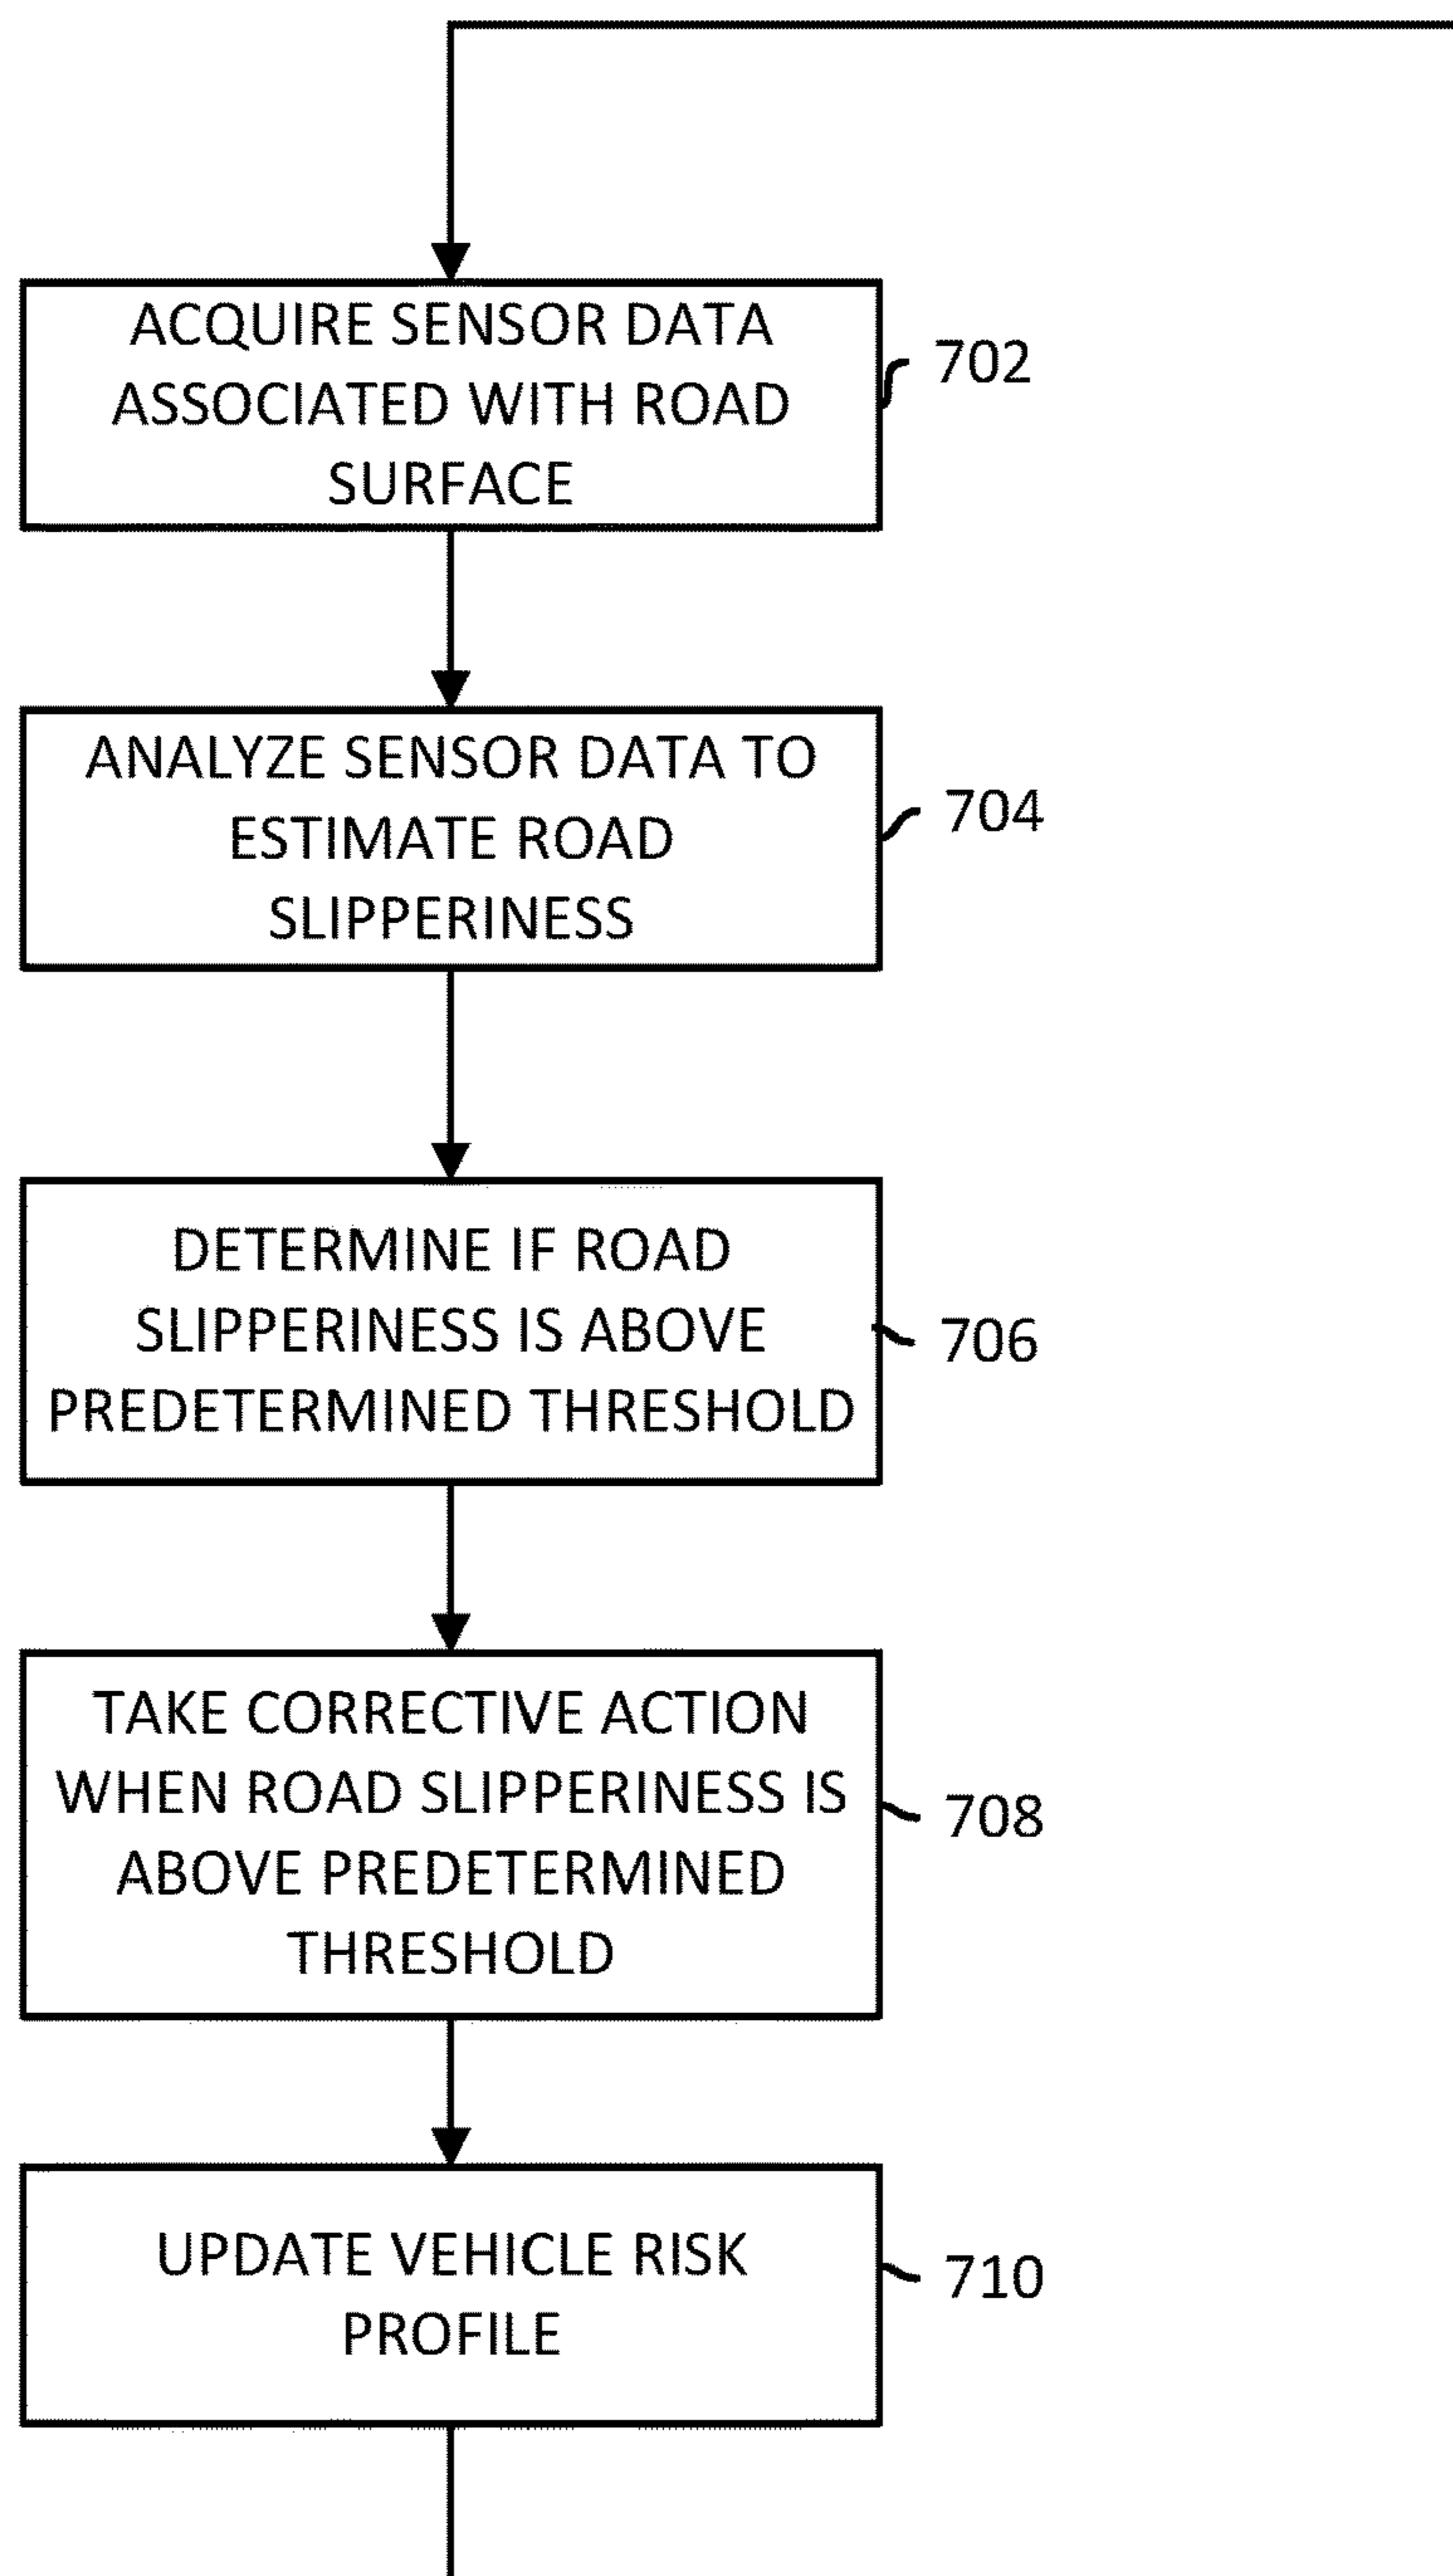 ACQUIRE SENSOR DATA
ASSOCIATED WITH ROAD
SURFACE
702
ANALYZE SENSOR DATA TO
ESTIMATE ROAD
SLIPPERINESS
704
DETERMINE IF ROAD
SLIPPERINESS IS ABOVE
PREDETERMINED THRESHOLD
706
TAKE CORRECTIVE ACTION
WHEN ROAD SLIPPERINESS IS
ABOVE PREDETERMINED
THRESHOLD
708
UPDATE VEHICLE RISK
PROFILE
710